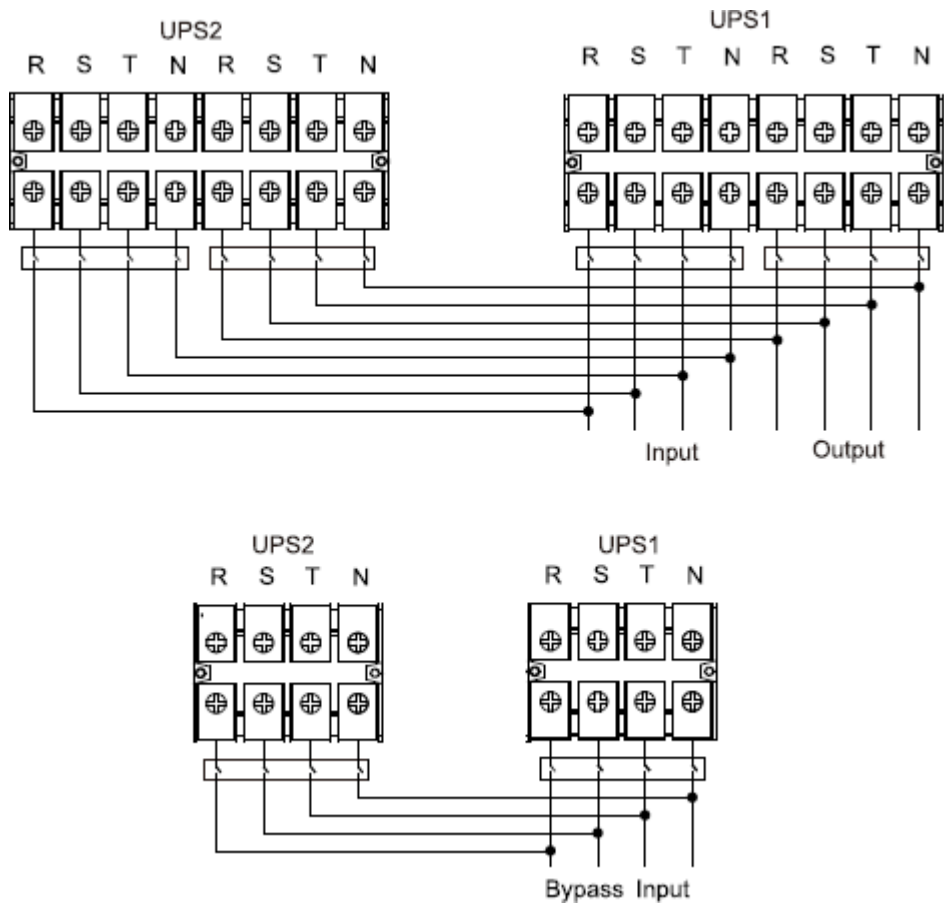 UPS2
UPS1
R S T N R S T N
R S T N R S T N
Input
Output
UPS2
UPS1
R S T N
R S T N
Bypass Input